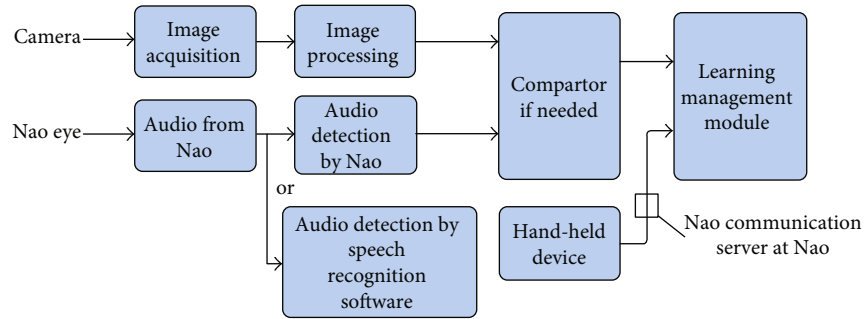 Camera
Image
acquisition
Image
processing
Compartor
if needed
Learning
management
module
Nao eye
Audio from
Nao
Audio
detection
by Nao
or
Audio detection by
speech
recognition
software
Hand-held
device
Nao communication
server at Nao